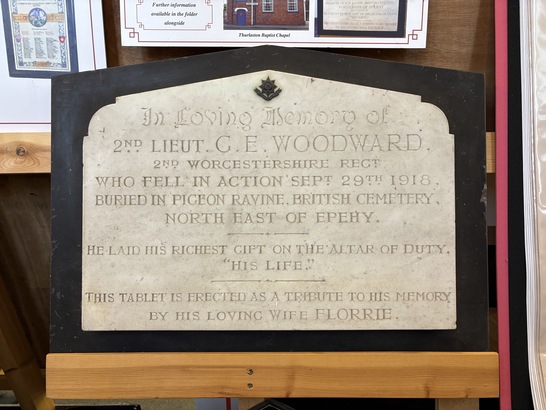 Further information
available in the folder
alongside
Thurlaston Baptist Chapel
In Loving Memory of
2ND LIEUT. C. E. WOODWARD.
2ND WORCESTERSHIRE REGT
WHO FELL IN ACTION SEPT 29TH 1918.
BURIED IN PIGEON RAVINE, BRITISH CEMETERY,
NORTH EAST OF EPEHY.
HE LAID HIS RICHEST GIFT ON THE ALTAR OF DUTY,
"HIS LIFE."
THIS TABLET IS ERECTED AS A TRIBUTE TO HIS MEMORY
BY HIS LOVING WIFE FLORRIE.